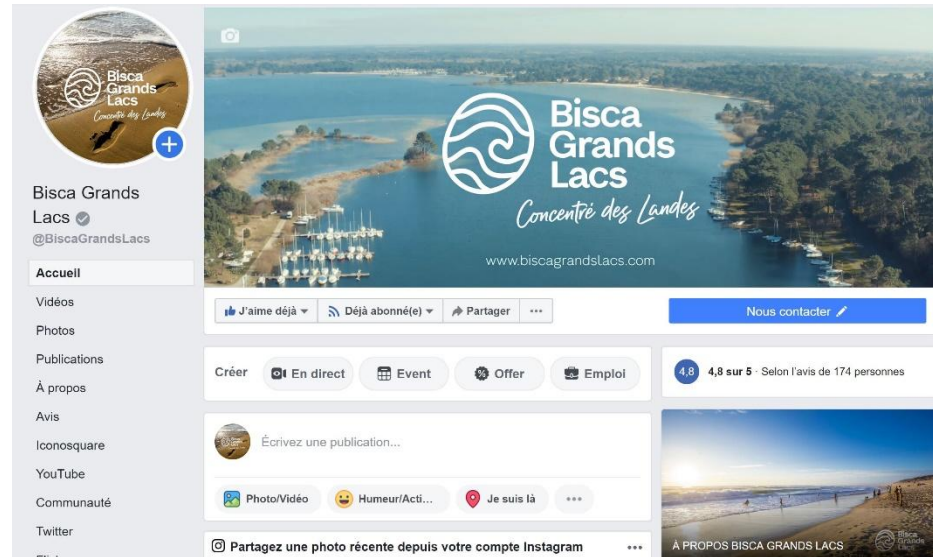 Bisca
Grands
Lacs
Concentré des Landes
Bisca Grands
Lacs
@BiscaGrandsLacs
Accueil
Vidéos
Photos
Publications
À propos
Avis
Iconosquare
YouTube
Communauté
Twitter
Bisca
Grands
Lacs
Concentré des Landes
www.biscagrandslacs.com
J'aime déjà
Déjà abonné(e)
Partager
Nous contacter
Créer
En direct
Event
Offer
Emploi
4,8
4,8 sur 5 · Selon l'avis de 174 personnes
Écrivez une publication...
Photo/Vidéo
Humeur/Acti...
Je suis là
Partagez une photo récente depuis votre compte Instagram
À PROPOS BISCA GRANDS LACS
Bisca
Grands
Lacs